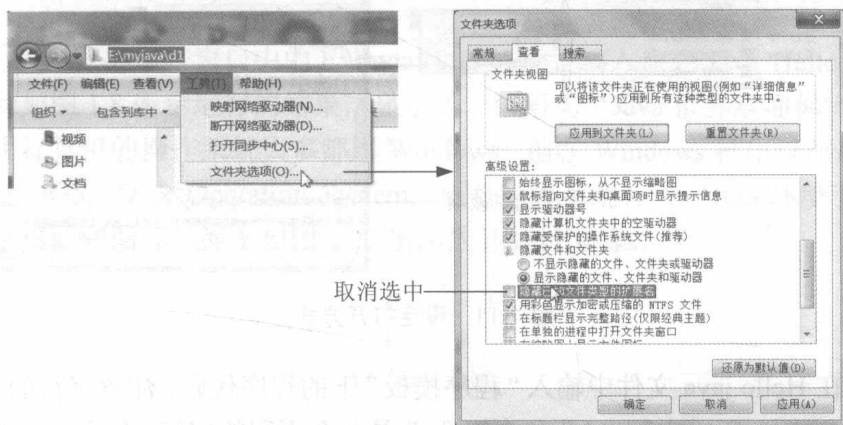 E:\myjava\d1
文件(F) 编辑(E) 查看(V) 工具(T) 帮助(H)
组织 包含到库中
映射网络驱动器(N)...
断开网络驱动器(D)...
打开同步中心(S)...
文件夹选项(O)...
视频
图片
文档
取消选中
文件夹选项
常规 查看 搜索
文件夹视图
可以将该文件夹正在使用的视图(例如“详细信息”
或“图标”)应用到所有这种类型的文件夹中。
应用到文件夹(L) 重置文件夹(R)
高级设置:
始终显示图标，从不显示缩略图
鼠标指向文件夹和桌面项时显示提示信息
显示驱动器号
隐藏计算机文件夹中的空驱动器
隐藏受保护的操作系统文件(推荐)
隐藏文件和文件夹
不显示隐藏的文件、文件夹或驱动器
显示隐藏的文件、文件夹和驱动器
隐藏已知文件类型的扩展名
用彩色显示加密或压缩的 NTFS 文件
在标题栏显示完整路径(仅限经典主题)
在单独的进程中打开文件夹窗口
还原为默认值(D)
确定 取消 应用(A)